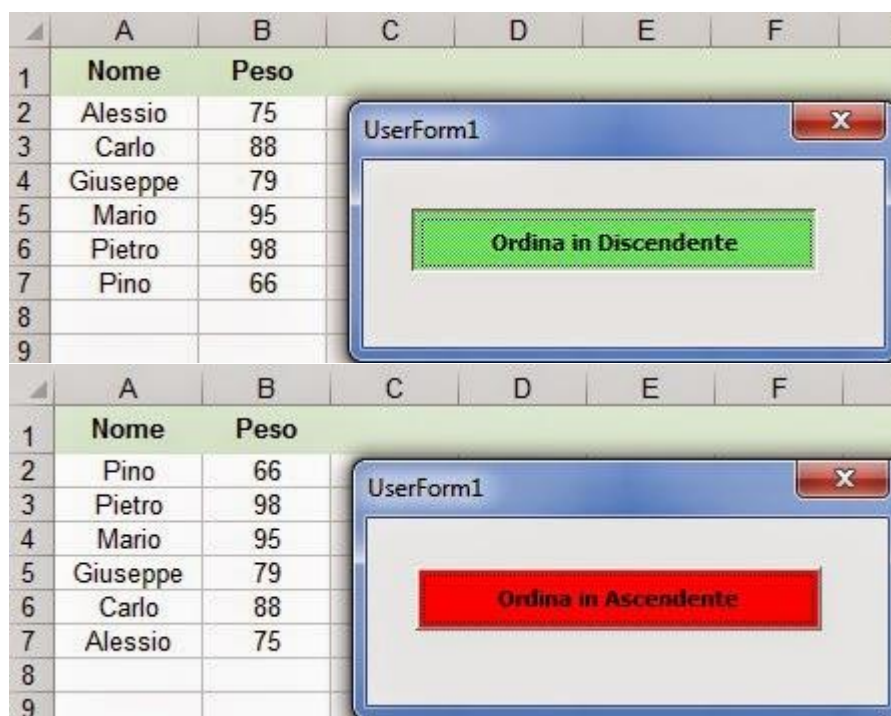 A B C D E F
1 Nome Peso
2 Alessio 75
3 Carlo 88
4 Giuseppe 79
5 Mario 95
6 Pietro 98
7 Pino 66
8
9
UserForm1
Ordina in Discendente
A B C D E F
1 Nome Peso
2 Pino 66
3 Pietro 98
4 Mario 95
5 Giuseppe 79
6 Carlo 88
7 Alessio 75
8
9
UserForm1
Ordina in Ascendente